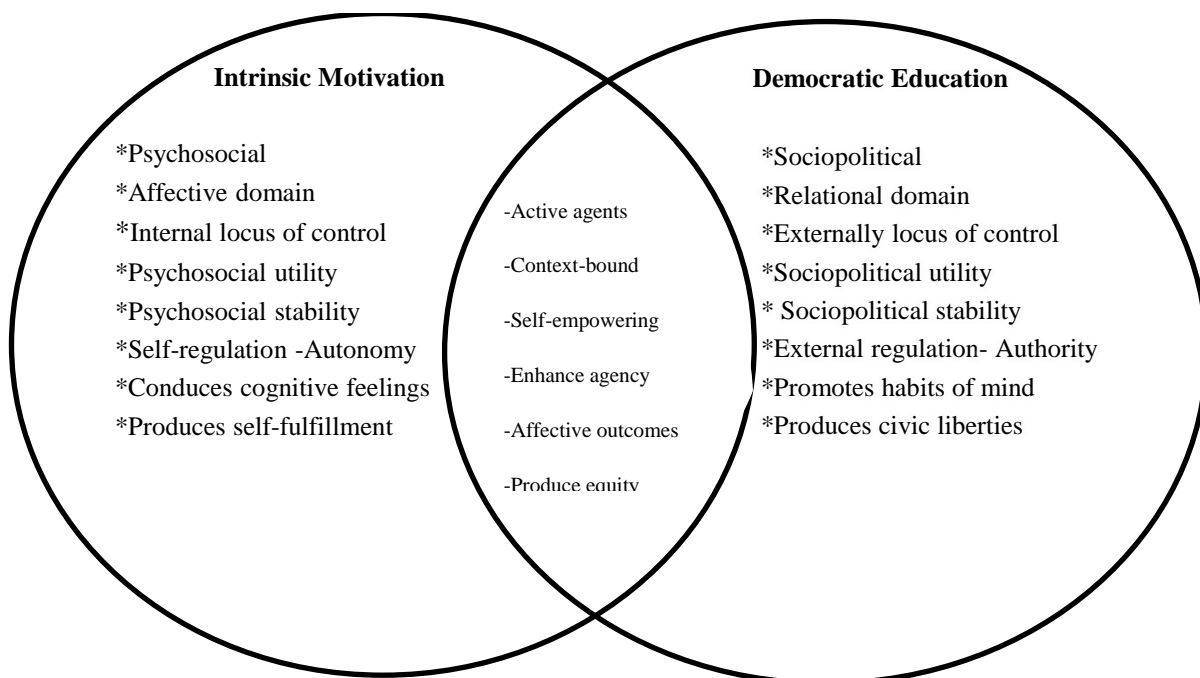 Intrinsic Motivation
*Psychosocial
*Affective domain
*Internal locus of control
*Psychosocial utility
*Psychosocial stability
*Self-regulation -Autonomy
*Conduces cognitive feelings
*Produces self-fulfillment
-Active agents
-Context-bound
-Self-empowering
-Enhance agency
-Affective outcomes
-Produce equity
Democratic Education
*Sociopolitical
*Relational domain
*Externally locus of control
*Sociopolitical utility
* Sociopolitical stability
*External regulation- Authority
*Promotes habits of mind
*Produces civic liberties